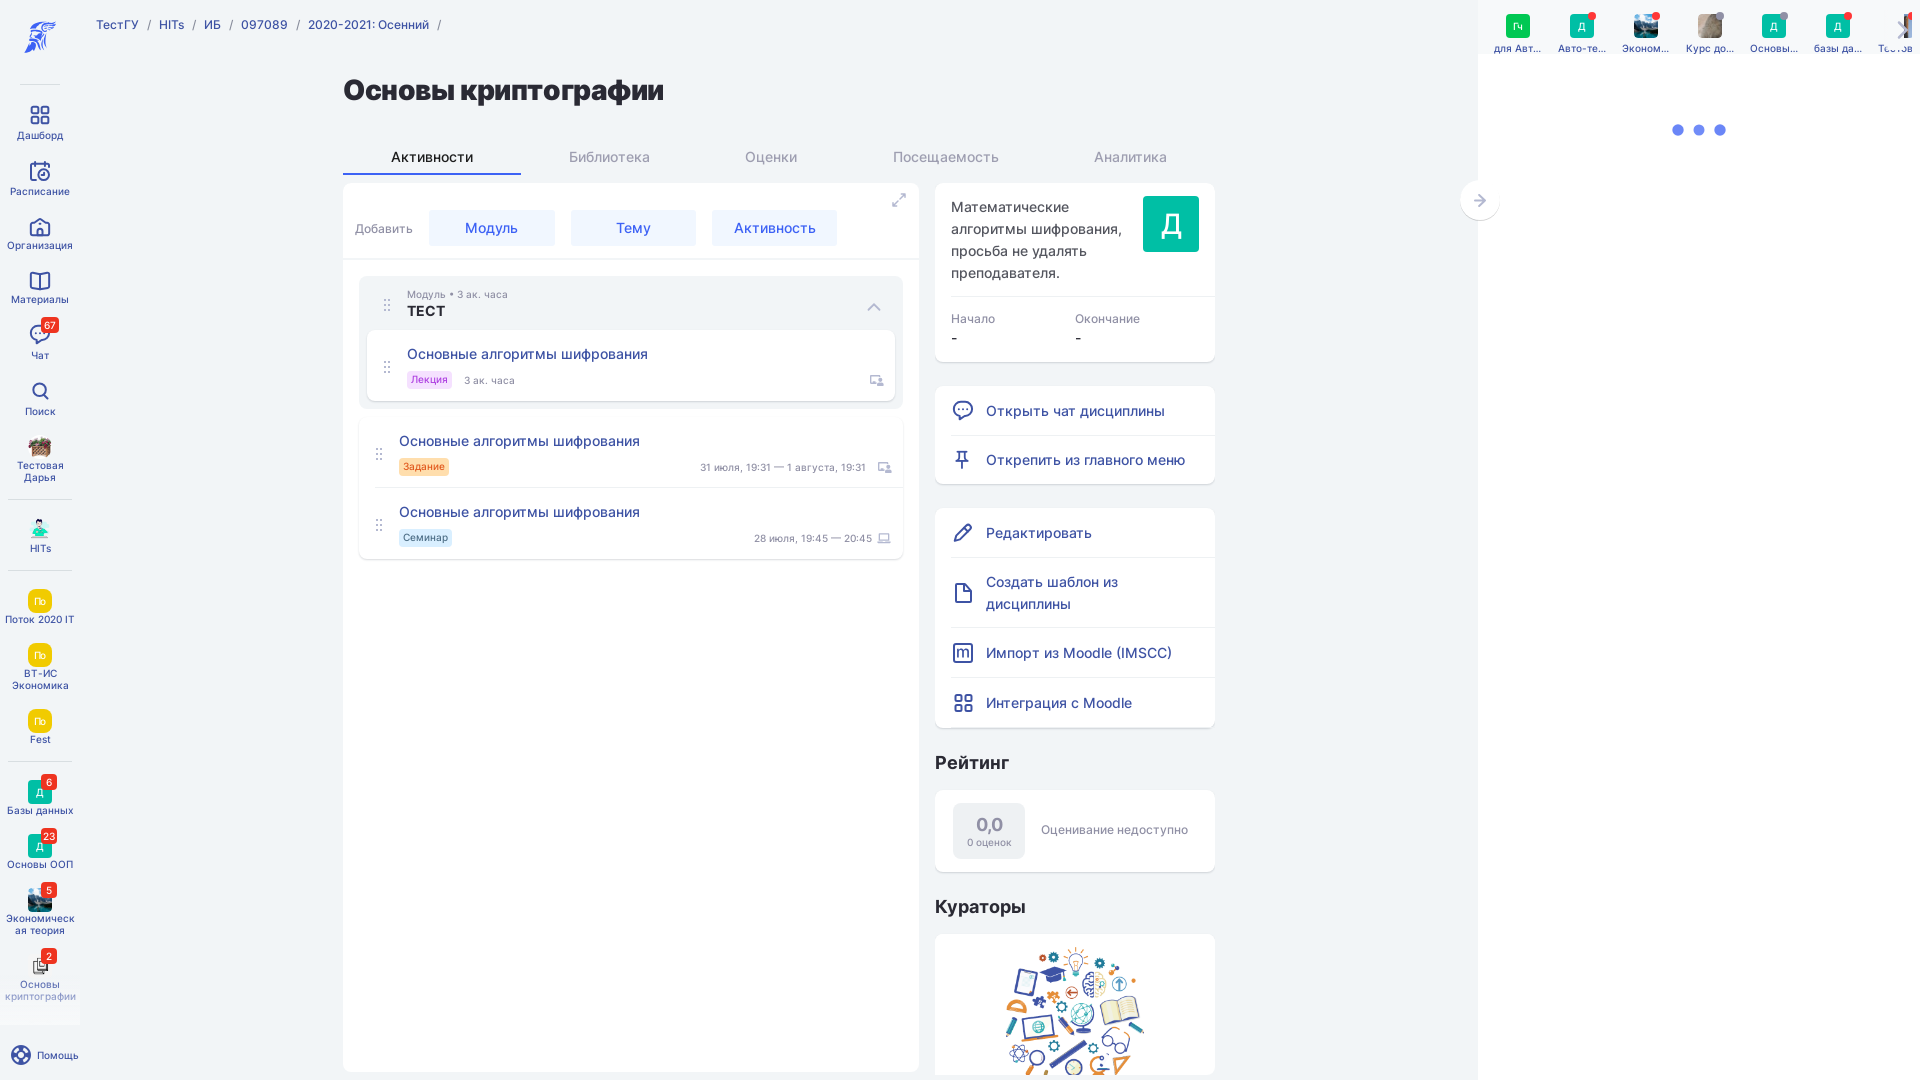 ТестГУ / HITs / ИБ / 097089 / 2020-2021: Осенний /
Дашборд
Расписание
Организация
Материалы
67
Чат
Поиск
Тестовая
Дарья
HITs
По
Поток 2020 IT
По
ВТ-ИС
Экономика
По
Fest
6
Д
Базы данных
23
Д
Основы ООП
5
Экономическ
ая теория
2
Основы
криптографии
Помощь
Основы криптографии
Активности
Библиотека
Оценки
Посещаемость
Аналитика
Добавить
Модуль
Тему
Активность
Модуль • 3 ак. часа
ТЕСТ
Основные алгоритмы шифрования
Лекция
3 ак. часа
Основные алгоритмы шифрования
Задание
31 июля, 19:31 — 1 августа, 19:31
Основные алгоритмы шифрования
Семинар
28 июля, 19:45 — 20:45
Математические
алгоритмы шифрования,
просьба не удалять
преподавателя.
Д
Начало
-
Окончание
-
Открыть чат дисциплины
Открепить из главного меню
Редактировать
Создать шаблон из
дисциплины
Импорт из Moodle (IMSCC)
Интеграция с Moodle
Рейтинг
0,0
0 оценок
Оценивание недоступно
Кураторы
Гч
для Авт...
Д
Авто-те...
Эконом...
Курс до...
Д
Основы...
Д
базы да...